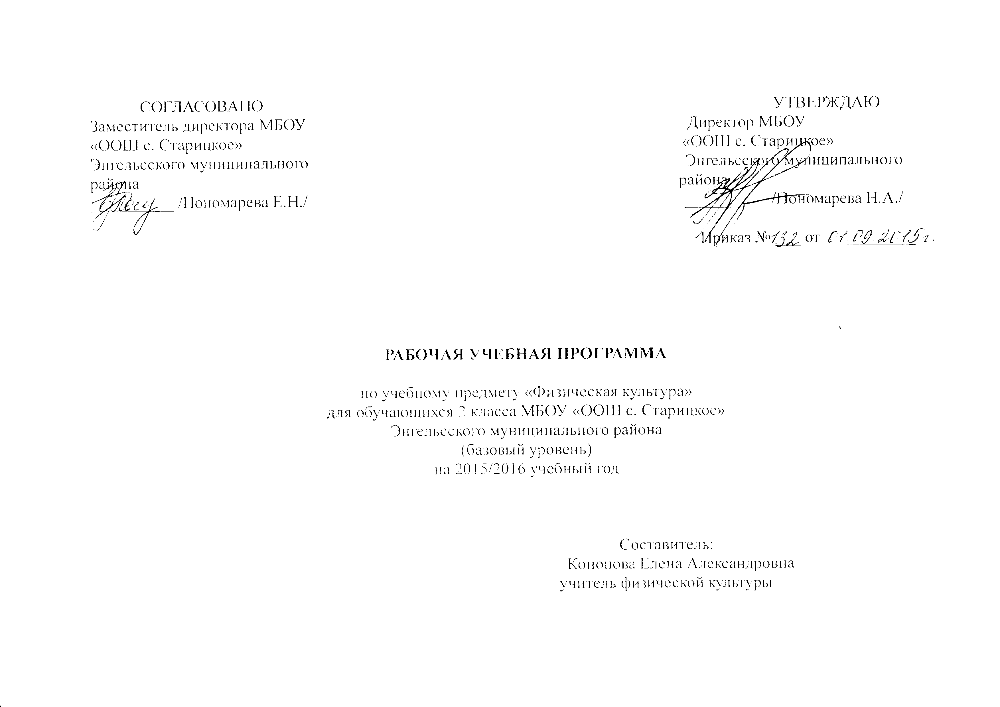 СОГЛАСОВАНО
Заместитель директора МБОУ
«ООШ с. Старицкое»
Энгельсского муниципального
района
/Пономарева Е.Н./
УТВЕРЖДАЮ
Директор МБОУ
«ООШ с. Старицкое»
Энгельсского муниципального
района
/Пономарева Н.А./
Приказ №132 от 01.09.2015г.
РАБОЧАЯ УЧЕБНАЯ ПРОГРАММА
по учебному предмету «Физическая культура»
для обучающихся 2 класса МБОУ «ООШ с. Старицкое»
Энгельсского муниципального района
(базовый уровень)
на 2015/2016 учебный год
Составитель:
Кононова Елена Александровна
учитель физической культуры